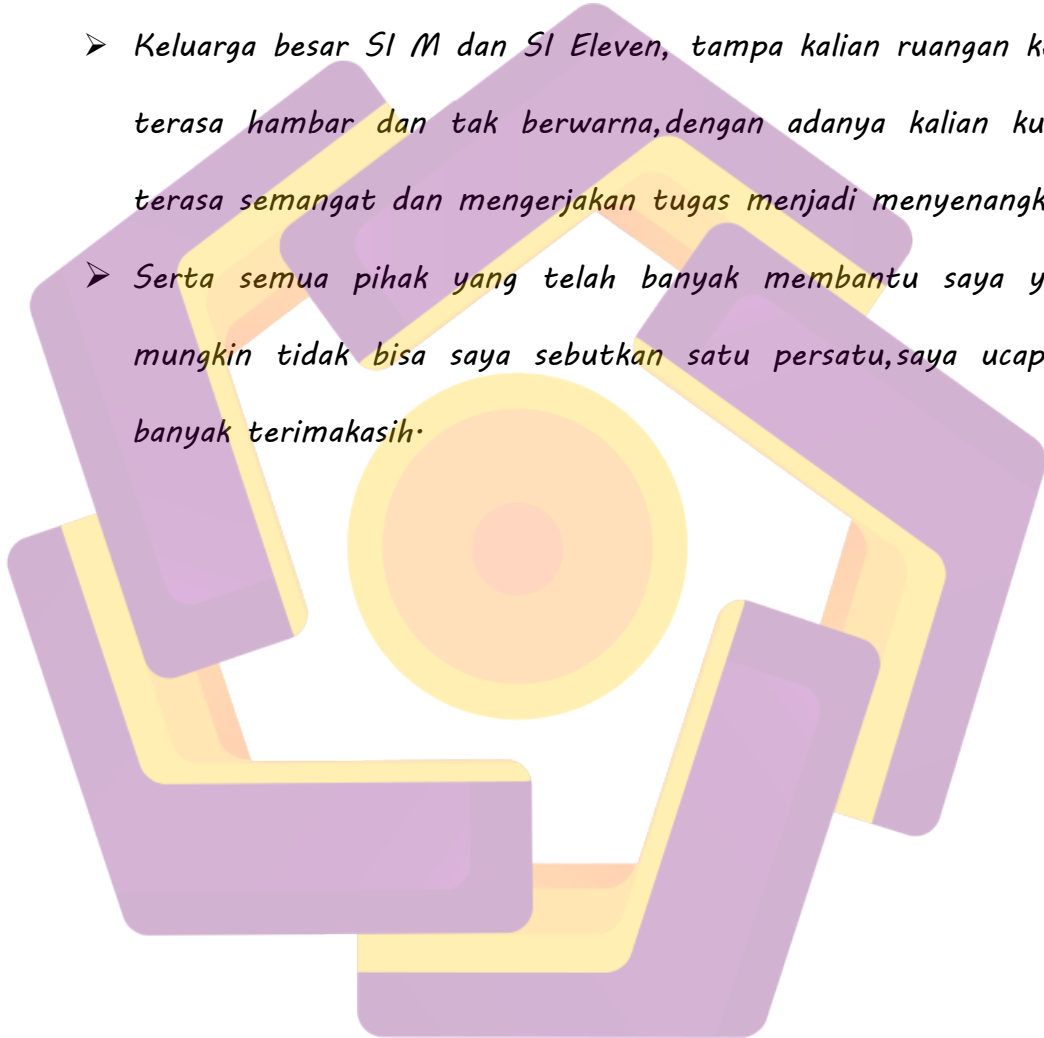 ➢ Keluarga besar SI M dan SI Eleven, tampa kalian ruangan
terasa hambar dan tak berwarna,dengan adanya kalian
terasa semangat dan mengerjakan tugas menjadi
Serta semua pihak yang telah banyak membantu saya
mungkin tidak bisa saya sebutkan satu persatu,saya
banyak terimakasih.